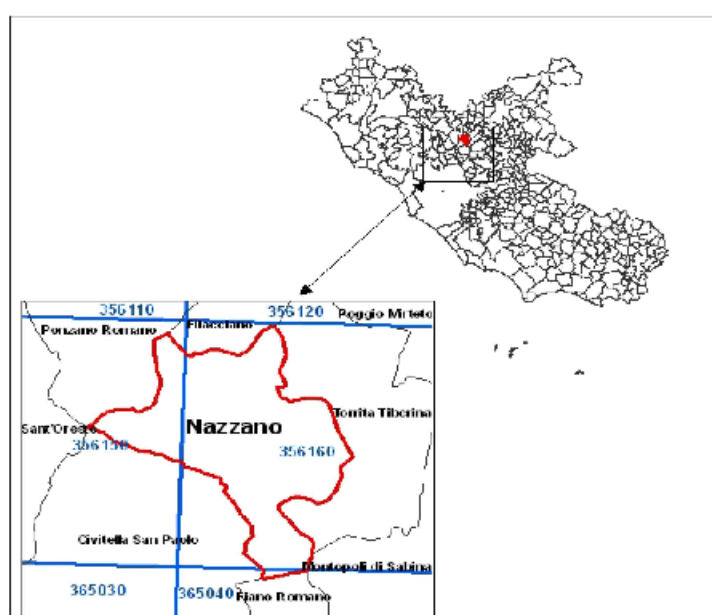 356110
356120
Poggio Mirteto
Ponzano Romano
Filacciano
Torrita Tiberina
Nazzano
Sant'Oreste
356150
356160
Civitella San Paolo
Montopoli di Sabina
365030
365040
Fiano Romano